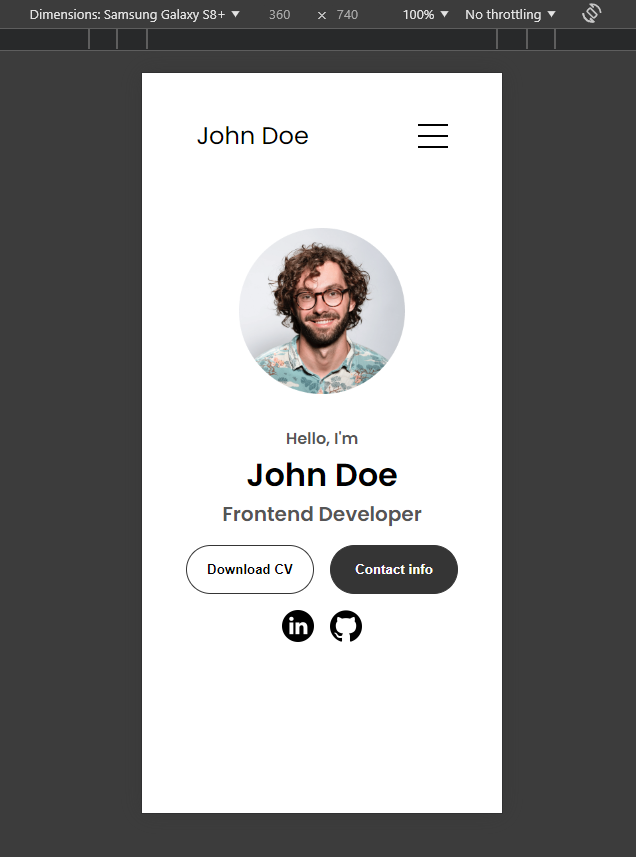 Dimensions: Samsung Galaxy S8+ ▼ 360 × 740 100% ▼ No throttling ▼
John Doe
Hello, I'm
John Doe
Frontend Developer
Download CV Contact info
in